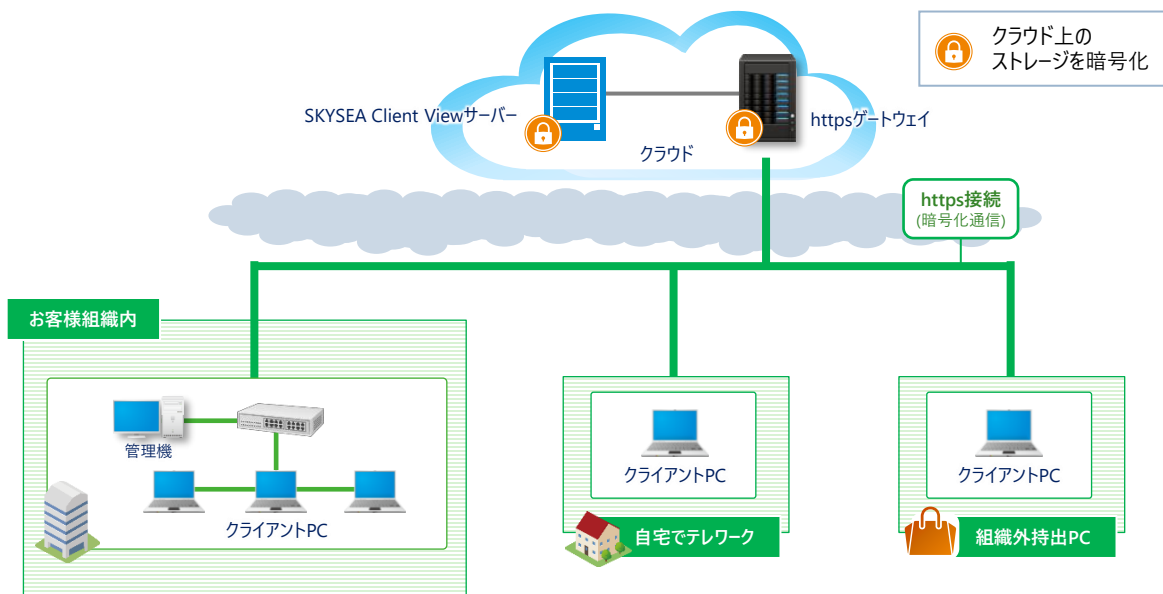 クラウド上の
ストレージを暗号化
SKYSEA Client Viewサーバー
httpsゲートウェイ
クラウド
https接続
(暗号化通信)
お客様組織内
管理機
クライアントPC
クライアントPC
クライアントPC
自宅でテレワーク
組織外持出PC